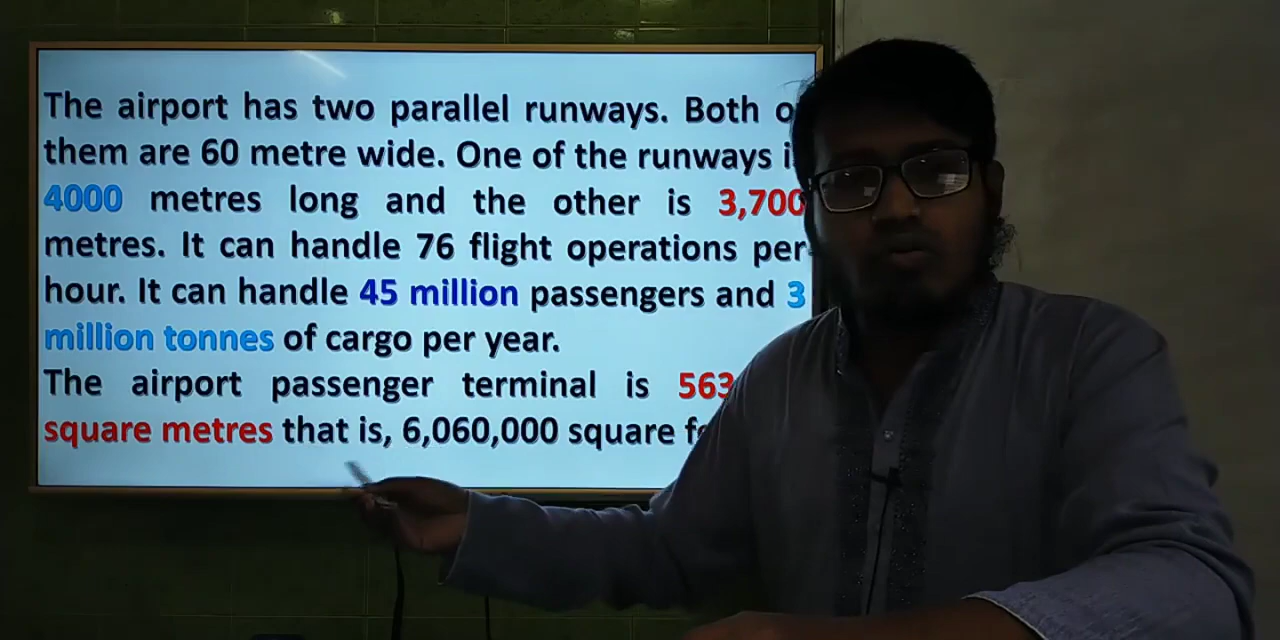 The airport has two parallel runways. Both o
them are 60 metre wide. One of the runways i
4000 metres long and the other is 3,700
metres. It can handle 76 flight operations per
hour. It can handle 45 million passengers and 3
million tonnes of cargo per year.
The airport passenger terminal is 563
square metres that is, 6,060,000 square f